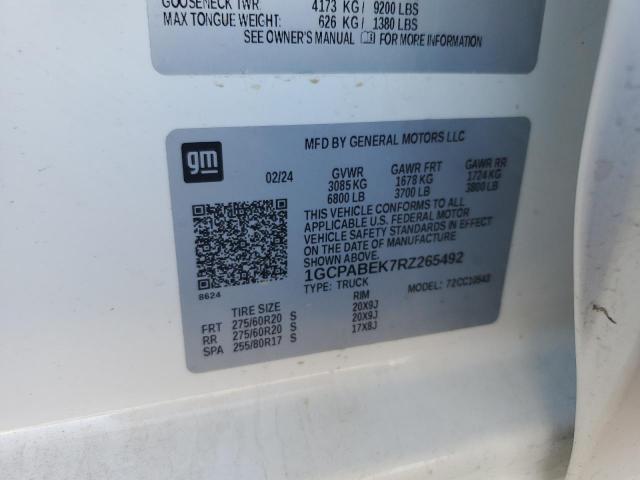 GOOSENECK TWR: 4173 KG / 9200 LBS
MAX TONGUE WEIGHT: 626 KG / 1380 LBS
SEE OWNER'S MANUAL FOR MORE INFORMATION
gm
MFD BY GENERAL MOTORS LLC
02/24 GVWR GAWR FRT GAWR RR
3085 KG 1678 KG 1724 KG
6800 LB 3700 LB 3800 LB
THIS VEHICLE CONFORMS TO ALL
APPLICABLE U.S. FEDERAL MOTOR
VEHICLE SAFETY STANDARDS IN EFFECT
ON THE DATE OF MANUFACTURE
SHOWN ABOVE.
1GCPABEK7RZ265492
TYPE: TRUCK MODEL: 72CC10543
8624
TIRE SIZE RIM
FRT 275/60R20 S 20X9J
RR 275/60R20 S 20X9J
SPA 255/80R17 S 17X8J